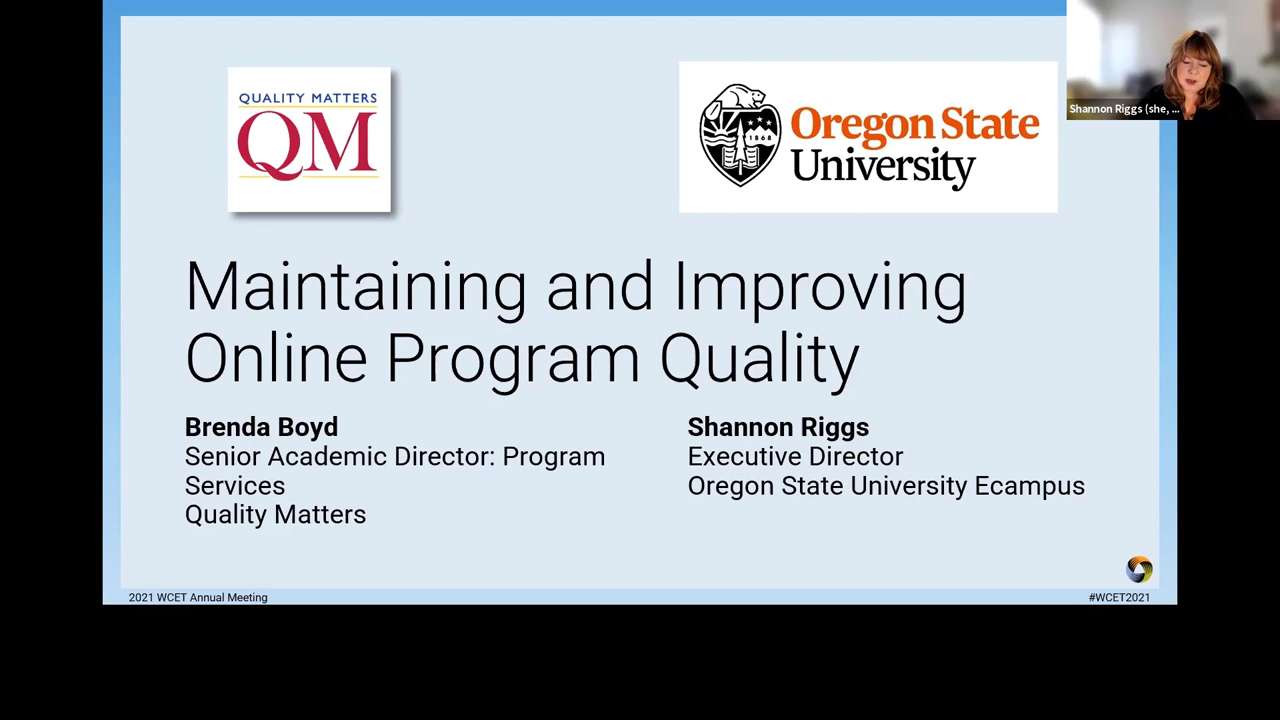 QUALITY MATTERS
QM
Oregon State
University
1868
Shannon Riggs (she, ...
Maintaining and Improving
Online Program Quality
Brenda Boyd
Senior Academic Director: Program
Services
Quality Matters
Shannon Riggs
Executive Director
Oregon State University Ecampus
2021 WCET Annual Meeting
#WCET2021